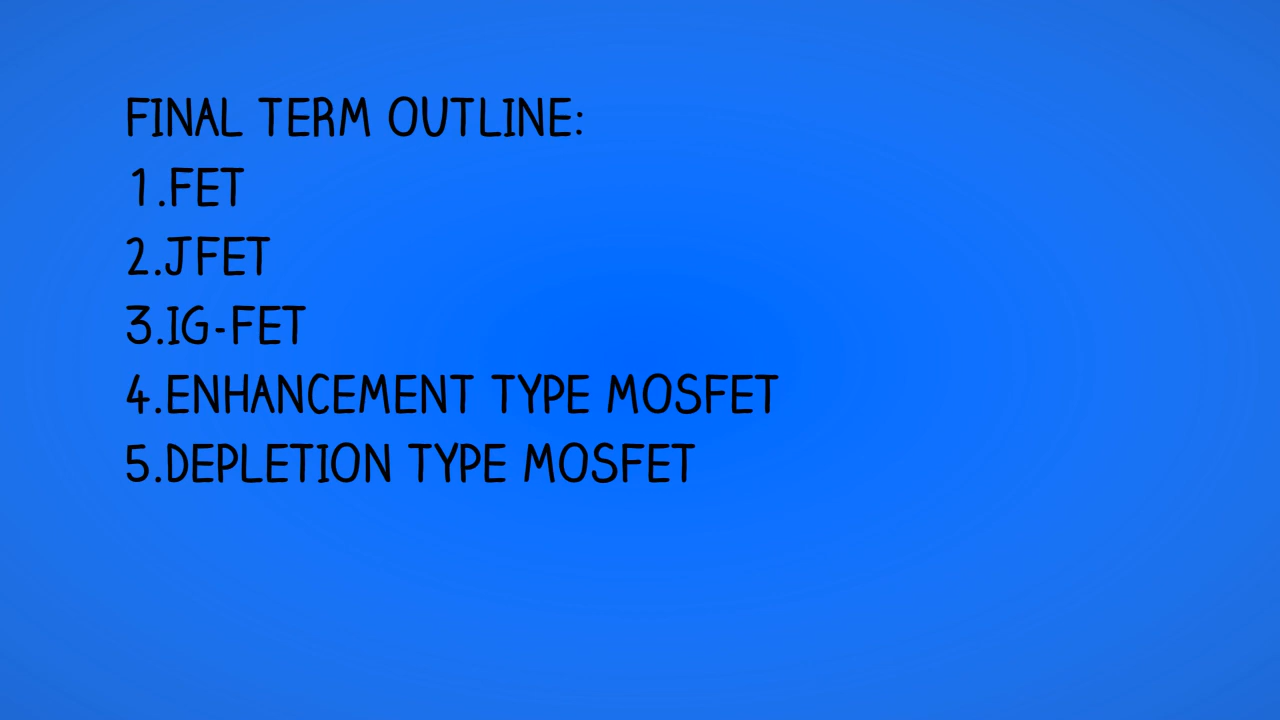 FINAL TERM OUTLINE:
1.FET
2.JFET
3.IG-FET
4.ENHANCEMENT TYPE MOSFET
5.DEPLETION TYPE MOSFET